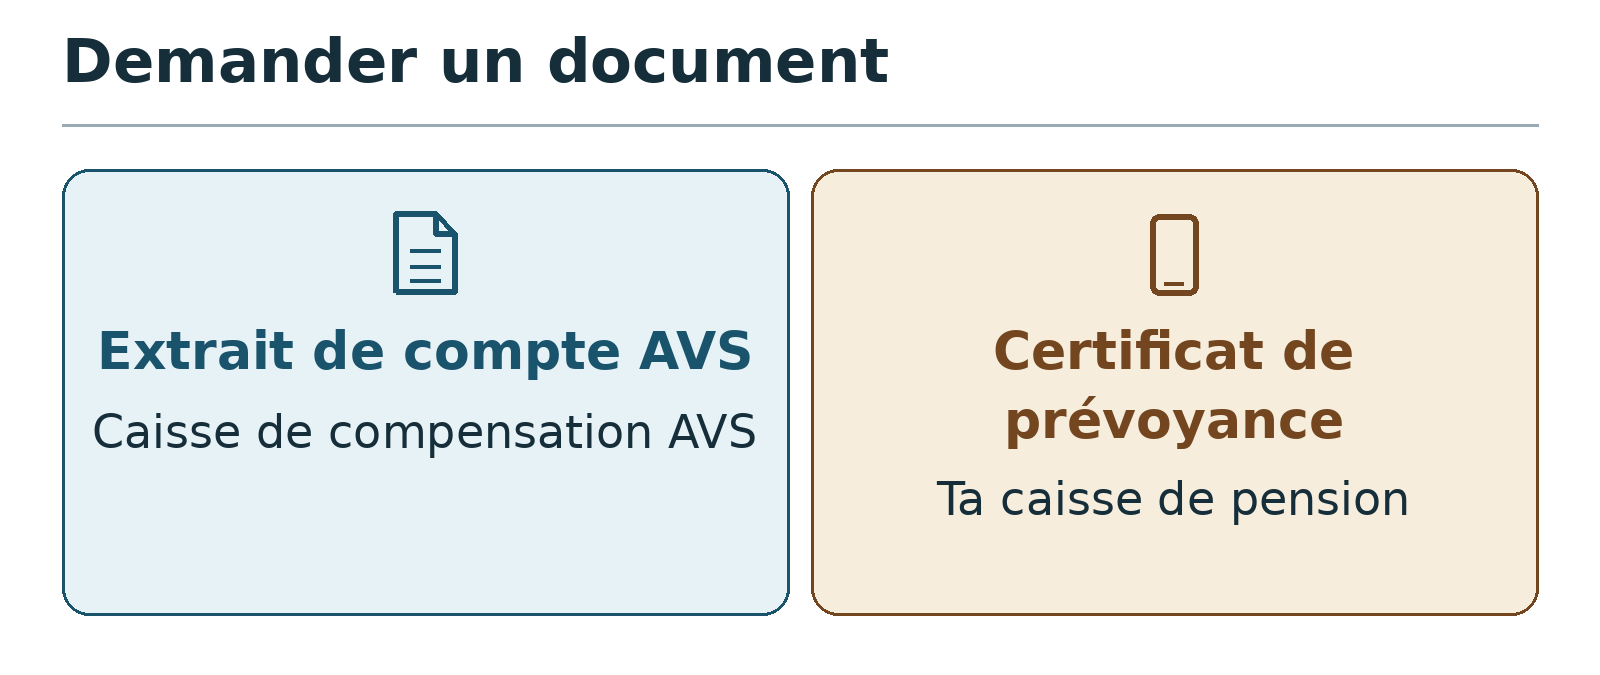 Demander un document
Extrait de compte AVS
Caisse de compensation AVS
Certificat de
prévoyance
Ta caisse de pension